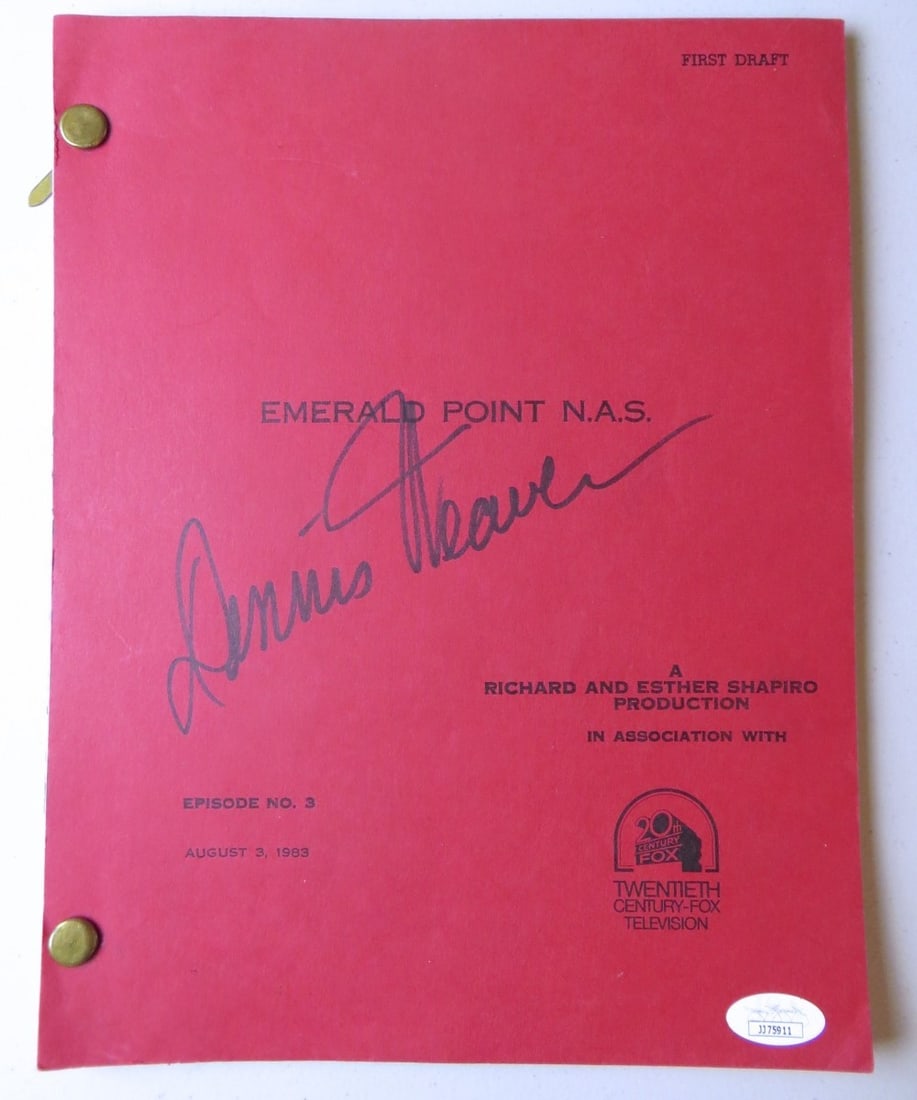 FIRST DRAFT
EMERALD POINT N.A.S.
Dennis Weaver
A
RICHARD AND ESTHER SHAPIRO
PRODUCTION
IN ASSOCIATION WITH
EPISODE NO. 3
AUGUST 3, 1983
20th
CENTURY
FOX
TWENTIETH
CENTURY-FOX
TELEVISION
JJ75911